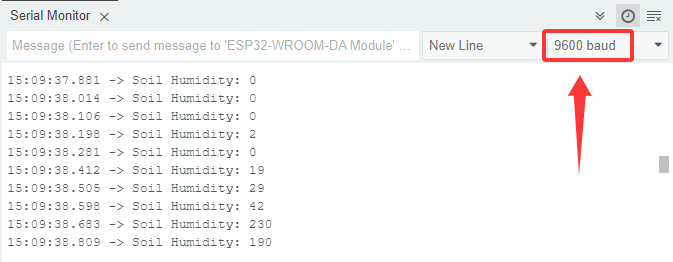 Serial Monitor
Message (Enter to send message to 'ESP32-WROOM-DA Module' ...
New Line
9600 baud
15:09:37.881 -> Soil Humidity: 0
15:09:38.014 -> Soil Humidity: 0
15:09:38.106 -> Soil Humidity: 0
15:09:38.198 -> Soil Humidity: 2
15:09:38.281 -> Soil Humidity: 0
15:09:38.412 -> Soil Humidity: 19
15:09:38.505 -> Soil Humidity: 29
15:09:38.598 -> Soil Humidity: 42
15:09:38.683 -> Soil Humidity: 230
15:09:38.809 -> Soil Humidity: 190